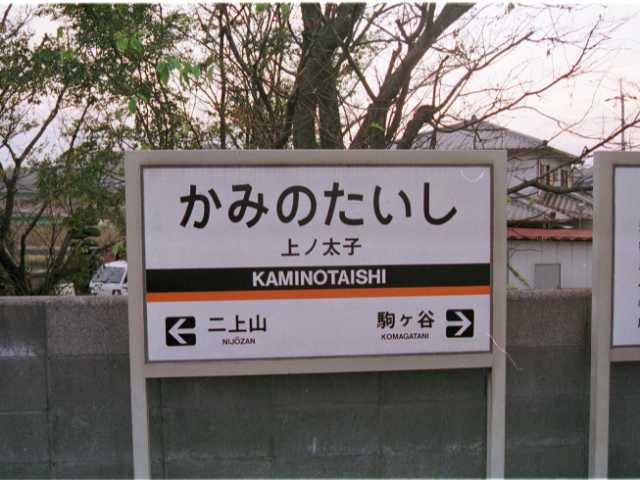 かみのたいし
上ノ太子
KAMINOTAISHI
二上山
NIJŌZAN
駒ヶ谷
KOMAGATANI